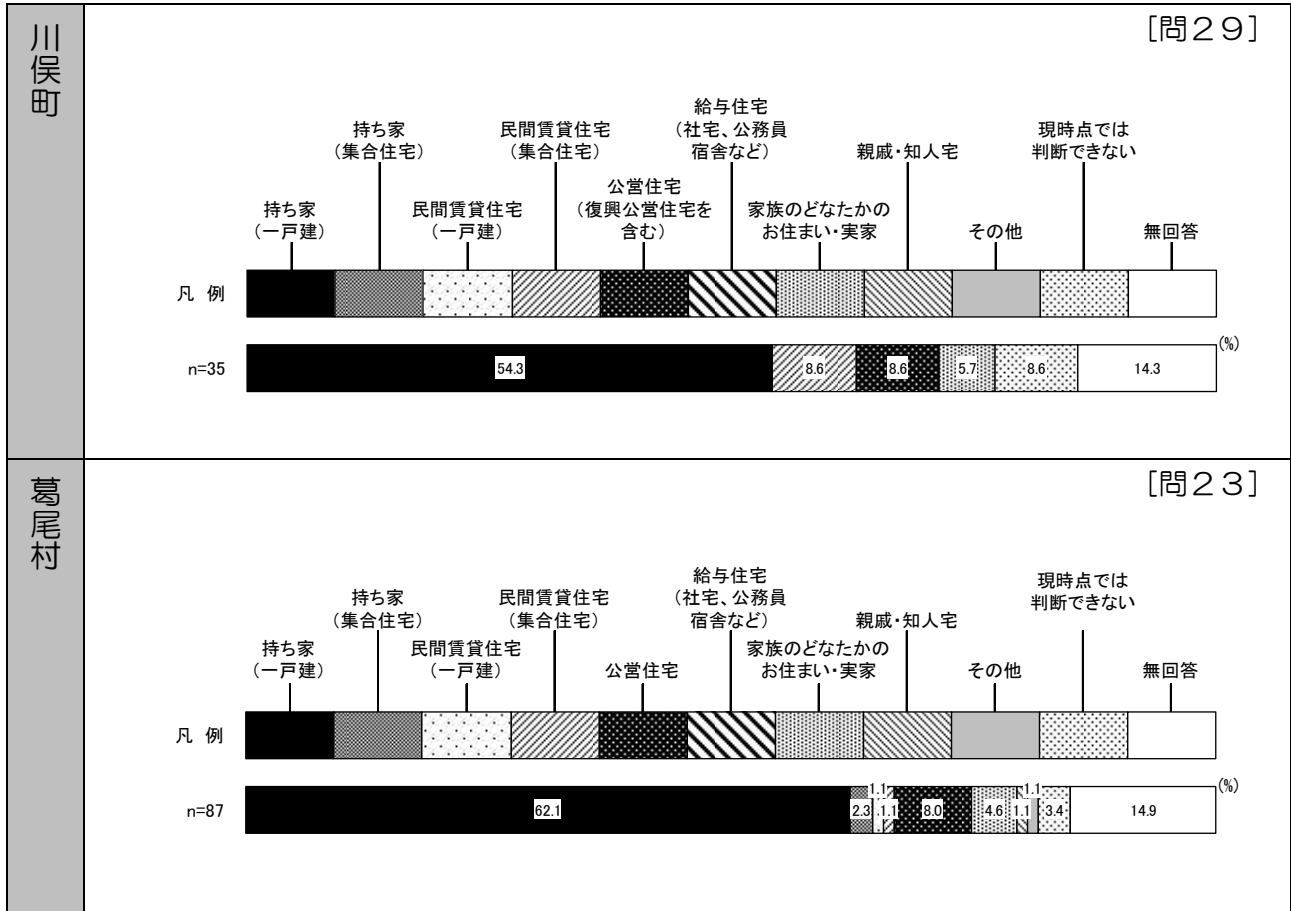 川俣町
[問29]
持ち家
(一戸建)
持ち家
(集合住宅)
民間賃貸住宅
(一戸建)
民間賃貸住宅
(集合住宅)
公営住宅
(復興公営住宅を
含む)
給与住宅
(社宅、公務員
宿舎など)
家族のどなたかの
お住まい・実家
親戚・知人宅
その他
現時点では
判断できない
無回答
凡 例
(%)
n=35
54.3
8.6
8.6
5.7
8.6
14.3
葛尾村
[問23]
持ち家
(一戸建)
持ち家
(集合住宅)
民間賃貸住宅
(一戸建)
民間賃貸住宅
(集合住宅)
公営住宅
給与住宅
(社宅、公務員
宿舎など)
家族のどなたかの
お住まい・実家
親戚・知人宅
その他
現時点では
判断できない
無回答
凡 例
(%)
n=87
62.1
2.3
1.1
1.1
8.0
4.6
1.1
1.1
3.4
14.9